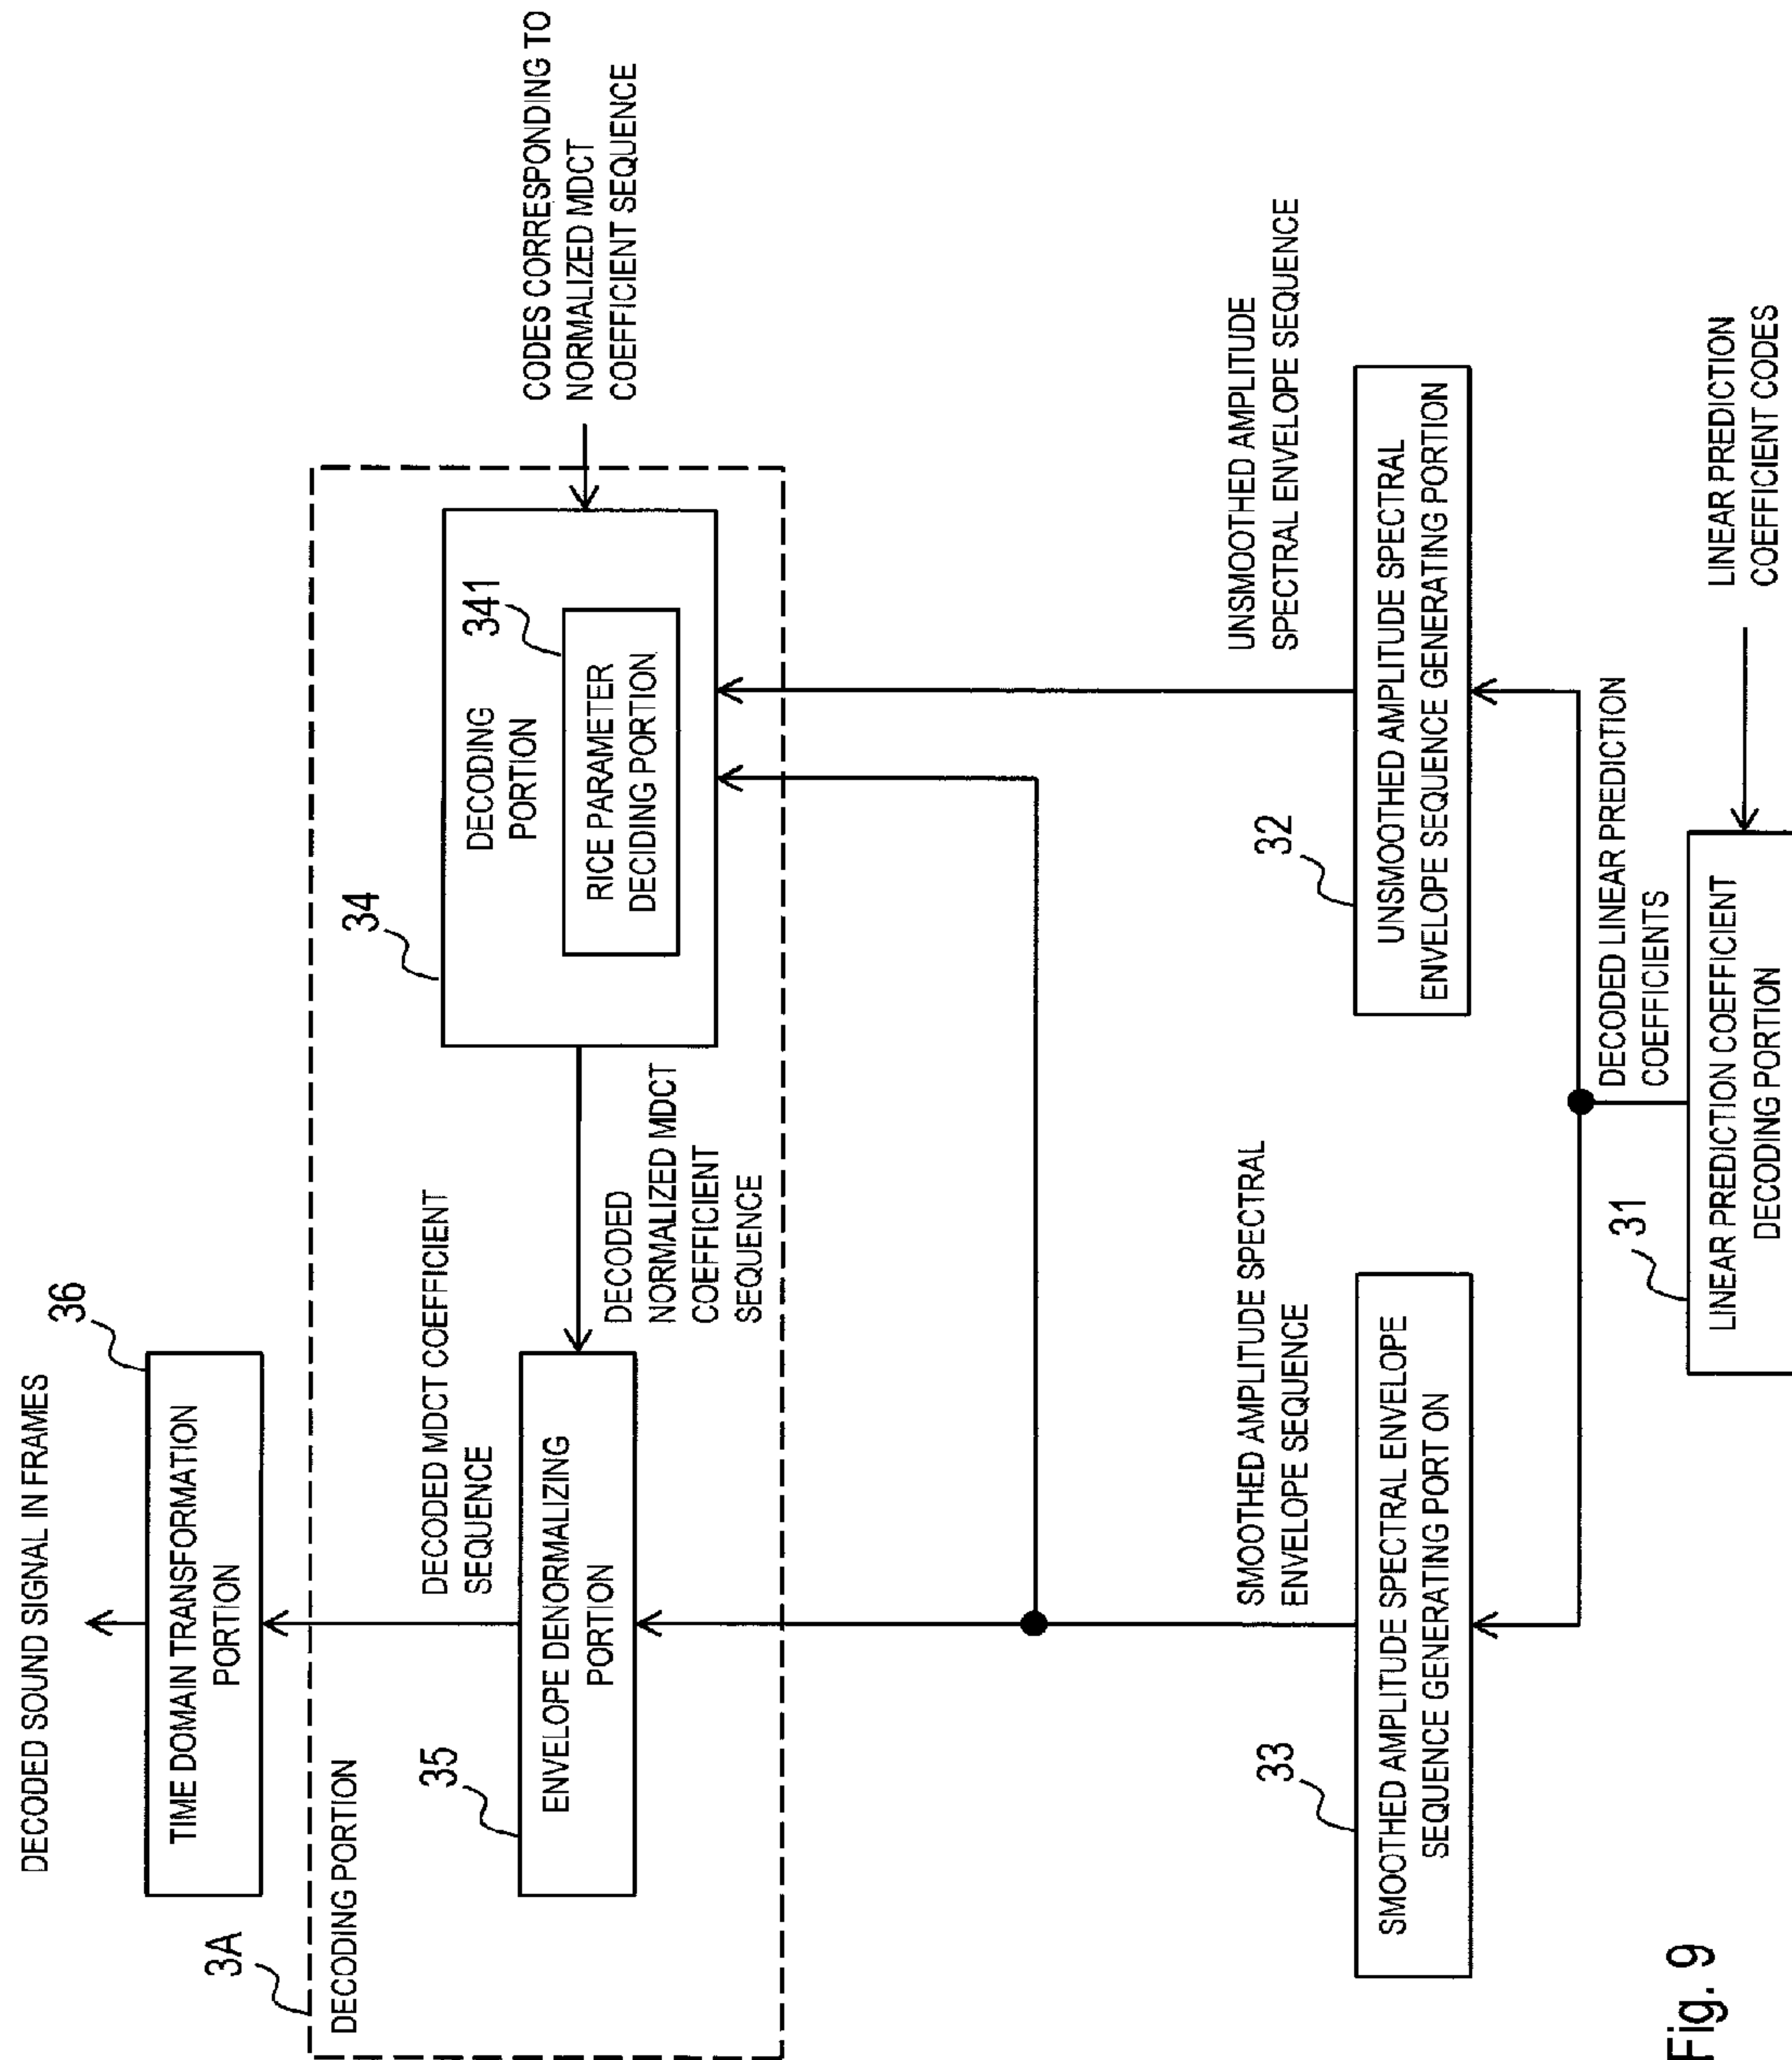 DECODED SOUND SIGNAL IN FRAMES
36
TIME DOMAIN TRANSFORMATION
PORTION
3A
DECODING PORTION
DECODED MDCT COEFFICIENT
SEQUENCE
35
ENVELOPE DENORMALIZING
PORTION
DECODED
NORMALIZED MDCT
COEFFICIENT
SEQUENCE
34
DECODING
PORTION
341
RICE PARAMETER
DECIDING PORTION
CODES CORRESPONDING TO
NORMALIZED MDCT
COEFFICIENT SEQUENCE
SMOOTHED AMPLITUDE SPECTRAL
ENVELOPE SEQUENCE
UNSMOOTHED AMPLITUDE
SPECTRAL ENVELOPE SEQUENCE
33
SMOOTHED AMPLITUDE SPECTRAL ENVELOPE
SEQUENCE GENERATING PORT ON
32
UNSMOOTHED AMPLITUDE SPECTRAL
ENVELOPE SEQUENCE GENERATING PORTION
DECODED LINEAR PREDICTION
COEFFICIENTS
31
LINEAR PREDICTION COEFFICIENT
DECODING PORTION
LINEAR PREDICTION
COEFFICIENT CODES
Fig. 9